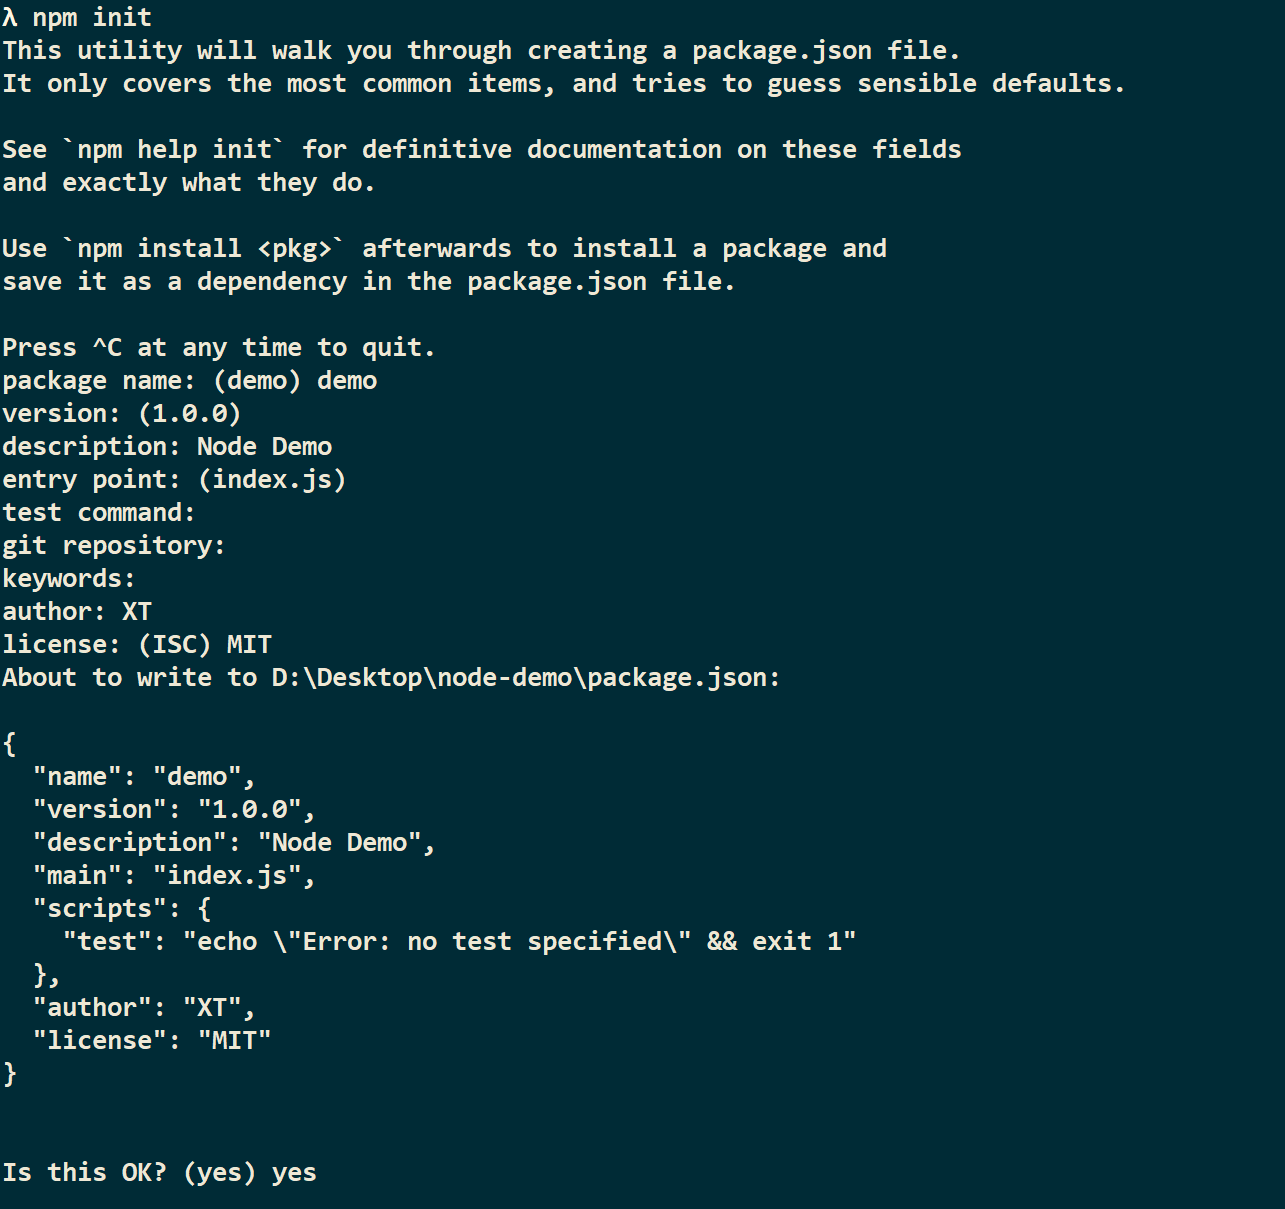 λ npm init
This utility will walk you through creating a package.json file.
It only covers the most common items, and tries to guess sensible defaults.

See `npm help init` for definitive documentation on these fields
and exactly what they do.

Use `npm install <pkg>` afterwards to install a package and
save it as a dependency in the package.json file.

Press ^C at any time to quit.
package name: (demo) demo
version: (1.0.0)
description: Node Demo
entry point: (index.js)
test command:
git repository:
keywords:
author: XT
license: (ISC) MIT
About to write to D:\Desktop\node-demo\package.json:

{
  "name": "demo",
  "version": "1.0.0",
  "description": "Node Demo",
  "main": "index.js",
  "scripts": {
    "test": "echo \"Error: no test specified\" && exit 1"
  },
  "author": "XT",
  "license": "MIT"
}


Is this OK? (yes) yes